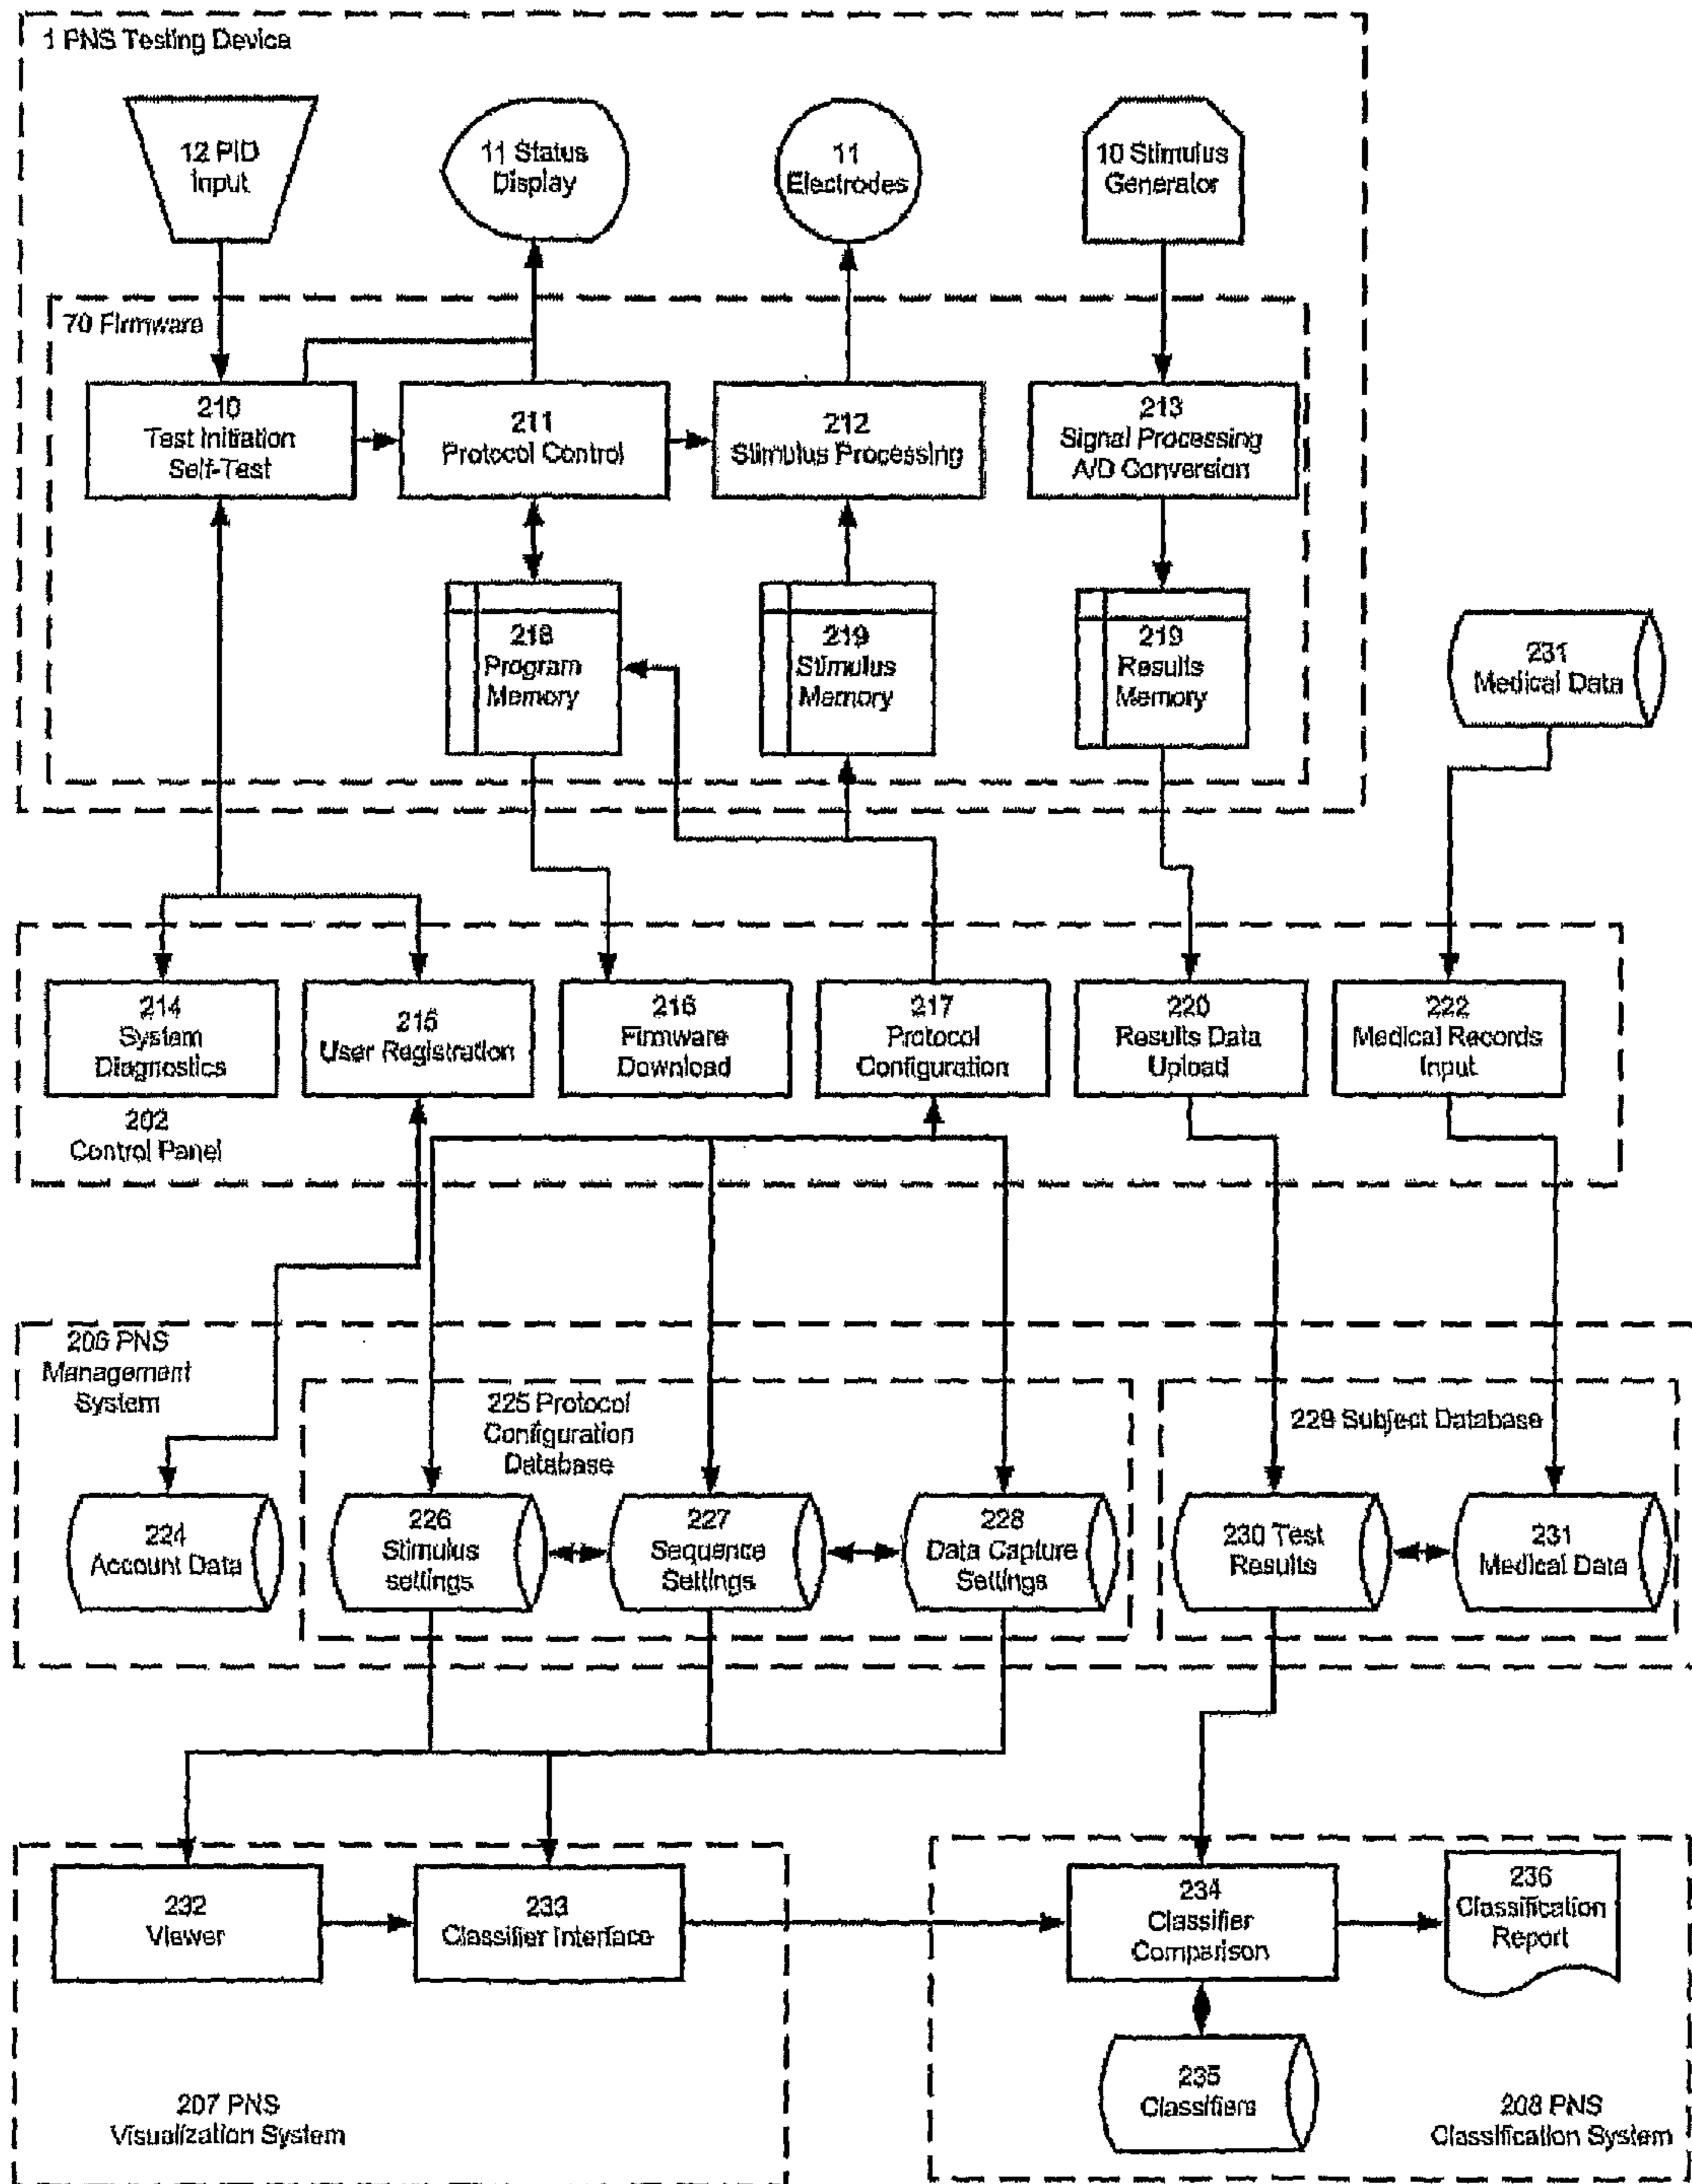 1 PNS Testing Device
12 PID
Input
11 Status
Display
11
Electrodes
10 Stimulus
Generator
70 Firmware
210
Test Initiation
Self-Test
211
Protocol Control
212
Stimulus Processing
213
Signal Processing
A/D Conversion
218
Program
Memory
219
Stimulus
Memory
219
Results
Memory
231
Medical Data
214
System
Diagnostics
215
User Registration
216
Firmware
Download
217
Protocol
Configuration
220
Results Data
Upload
222
Medical Records
Input
202
Control Panel
206 PNS
Management
System
225 Protocol
Configuration
Database
229 Subject Database
224
Account Data
226
Stimulus
settings
227
Sequence
Settings
228
Data Capture
Settings
230 Test
Results
231
Medical Data
232
Viewer
233
Classifier Interface
234
Classifier
Comparison
236
Classification
Report
235
Classifiers
207 PNS
Visualization System
208 PNS
Classification System